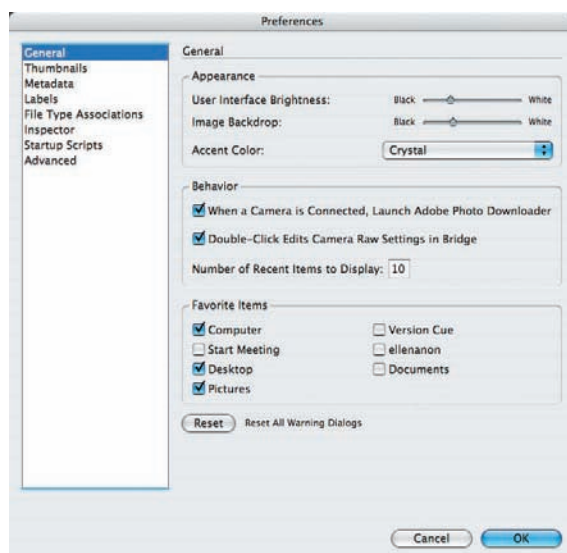 Preferences
General
Thumbnails
Metadata
Labels
File Type Associations
Inspector
Startup Scripts
Advanced
General
Appearance
User Interface Brightness: Black White
Image Backdrop: Black White
Accent Color: Crystal
Behavior
When a Camera is Connected, Launch Adobe Photo Downloader
Double-Click Edits Camera Raw Settings in Bridge
Number of Recent Items to Display: 10
Favorite Items
Computer Version Cue
Start Meeting ellenanon
Desktop Documents
Pictures
Reset Reset All Warning Dialogs
Cancel OK